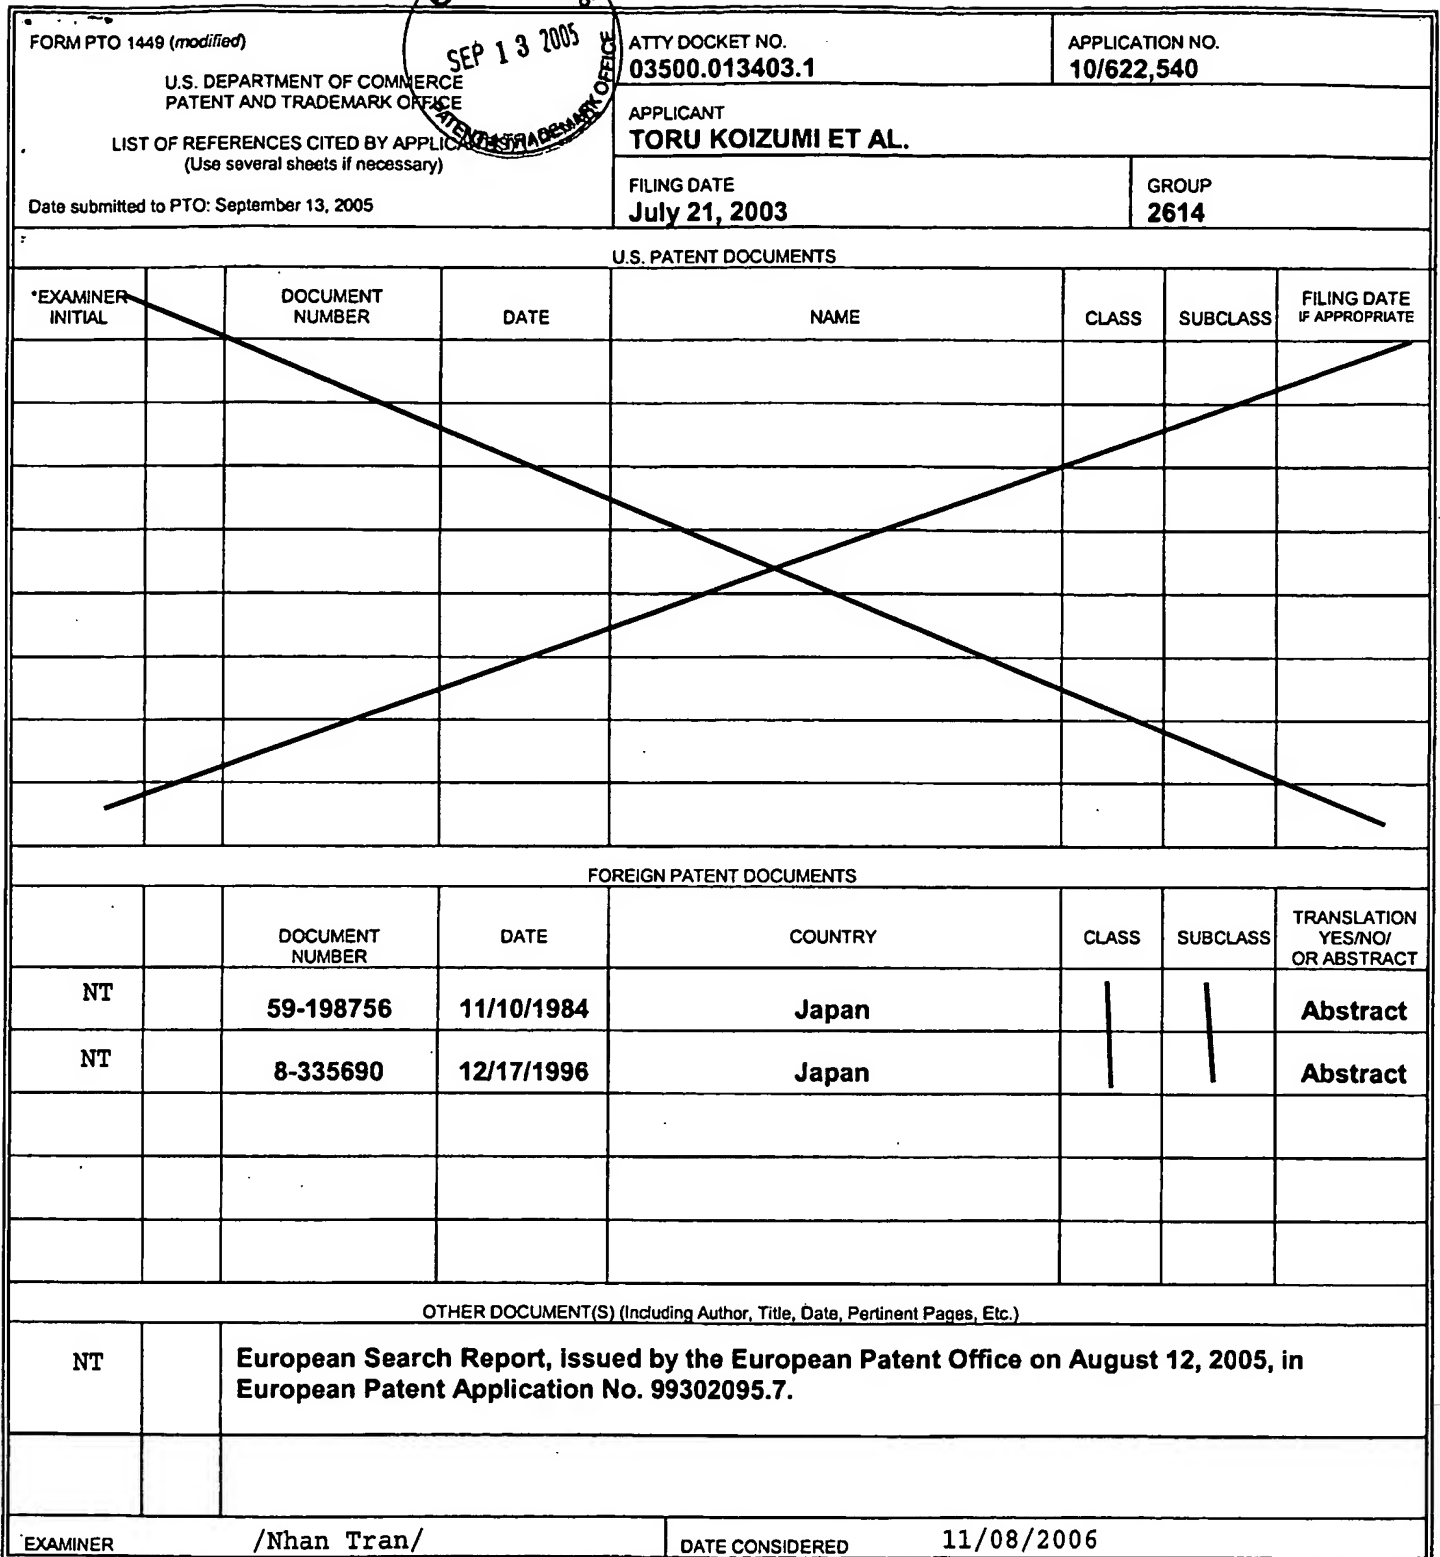 FORM PTO 1449 (modified)
U.S. DEPARTMENT OF COMMERCE
PATENT AND TRADEMARK OFFICE
LIST OF REFERENCES CITED BY
(Use several sheets if necessary)
Date submitted to PTO: September 13, 2005
SEP 13 2005
PATENT & TRADEMARK OFFICE
ATTY DOCKET NO.
03500.013403.1
APPLICATION NO.
10/622,540
APPLICANT
TORU KOIZUMI ET AL.
FILING DATE
July 21, 2003
GROUP
2614
U.S. PATENT DOCUMENTS
*EXAMINER INITIAL DOCUMENT NUMBER DATE NAME CLASS SUBCLASS FILING DATE IF APPROPRIATE
FOREIGN PATENT DOCUMENTS
DOCUMENT NUMBER DATE COUNTRY CLASS SUBCLASS TRANSLATION YES/NO/ OR ABSTRACT
NT 59-198756 11/10/1984 Japan Abstract
NT 8-335690 12/17/1996 Japan Abstract
OTHER DOCUMENT(S) (Including Author, Title, Date, Pertinent Pages, Etc.)
NT European Search Report, issued by the European Patent Office on August 12, 2005, in
European Patent Application No. 99302095.7.
EXAMINER /Nhan Tran/ DATE CONSIDERED 11/08/2006